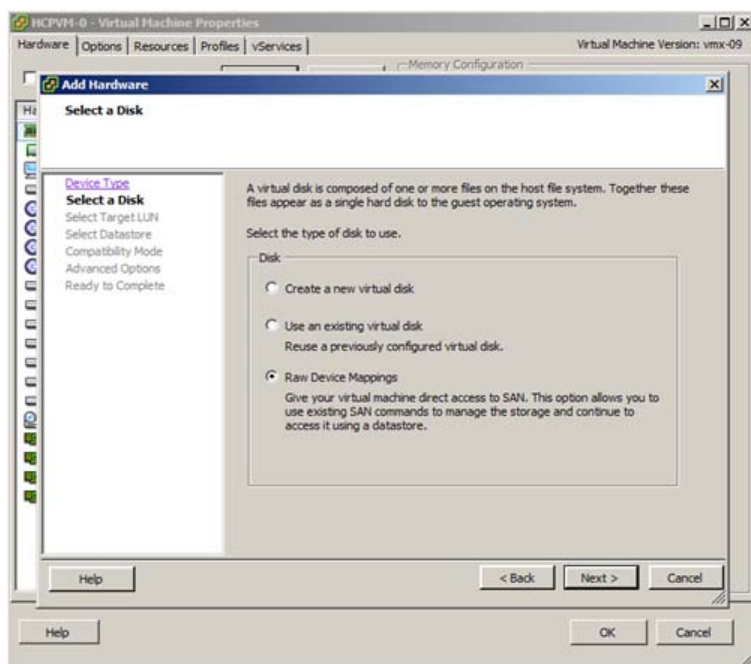 HCPVM-0 - Virtual Machine Properties
Hardware Options Resources Profiles vServices Virtual Machine Version: vmx-09
Memory Configuration
Add Hardware
Select a Disk
Ha
Device Type
Select a Disk
Select Target LUN
Select Datastore
Compatibility Mode
Advanced Options
Ready to Complete
A virtual disk is composed of one or more files on the host file system. Together these
files appear as a single hard disk to the guest operating system.
Select the type of disk to use.
Disk
Create a new virtual disk
Use an existing virtual disk
Reuse a previously configured virtual disk.
Raw Device Mappings
Give your virtual machine direct access to SAN. This option allows you to
use existing SAN commands to manage the storage and continue to
access it using a datastore.
Help < Back Next > Cancel
Help OK Cancel